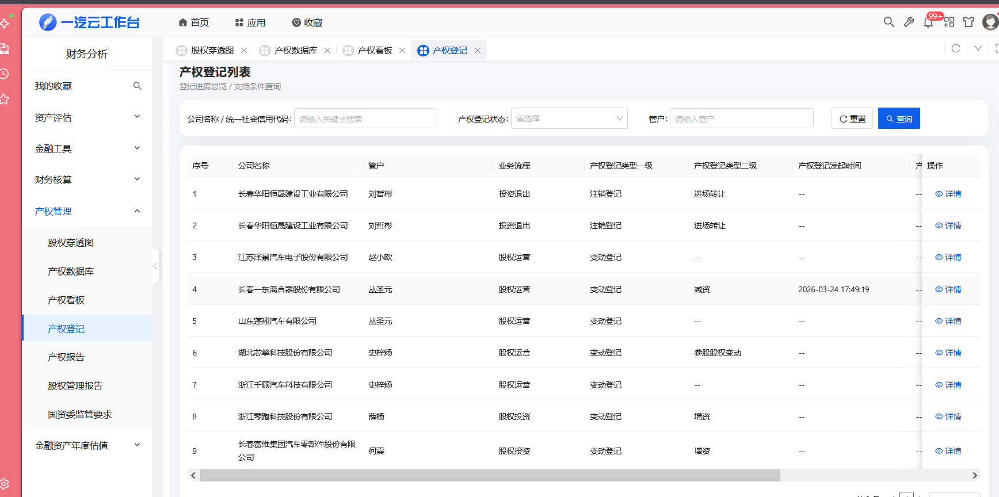 一汽云工作台
首页
应用
收藏
99+
财务分析
股权穿透图
产权数据库
产权看板
产权登记
我的收藏
资产评估
金融工具
财务核算
产权管理
股权穿透图
产权数据库
产权看板
产权登记
产权报告
股权管理报告
国资委监管要求
金融资产年度估值
产权登记列表
登记进度总览 / 支持条件查询
公司名称 / 统一社会信用代码: 请输入关键字搜索 产权登记状态: 请选择 管户: 请输入管户 重置 查询
序号 公司名称 管户 业务流程 产权登记类型一级 产权登记类型二级 产权登记发起时间 产 操作
1 长春华阳恒晟建设工业有限公司 刘哲彬 投资退出 注销登记 进场转让 -- -- 详情
2 长春华阳恒晟建设工业有限公司 刘哲彬 投资退出 注销登记 进场转让 -- -- 详情
3 江苏泽景汽车电子股份有限公司 赵小欧 股权运营 变动登记 -- -- -- 详情
4 长春一东离合器股份有限公司 丛圣元 股权运营 变动登记 减资 2026-03-24 17:49:19 -- 详情
5 山东蓬翔汽车有限公司 丛圣元 股权运营 变动登记 -- -- -- 详情
6 湖北芯擎科技股份有限公司 史梓炀 股权运营 变动登记 参股股权变动 -- -- 详情
7 浙江千顾汽车科技有限公司 史梓炀 股权运营 变动登记 -- -- -- 详情
8 浙江零跑科技股份有限公司 薛杨 股权投资 变动登记 增资 -- -- 详情
9 长春富维集团汽车零部件股份有限公司 何震 股权投资 变动登记 增资 -- -- 详情